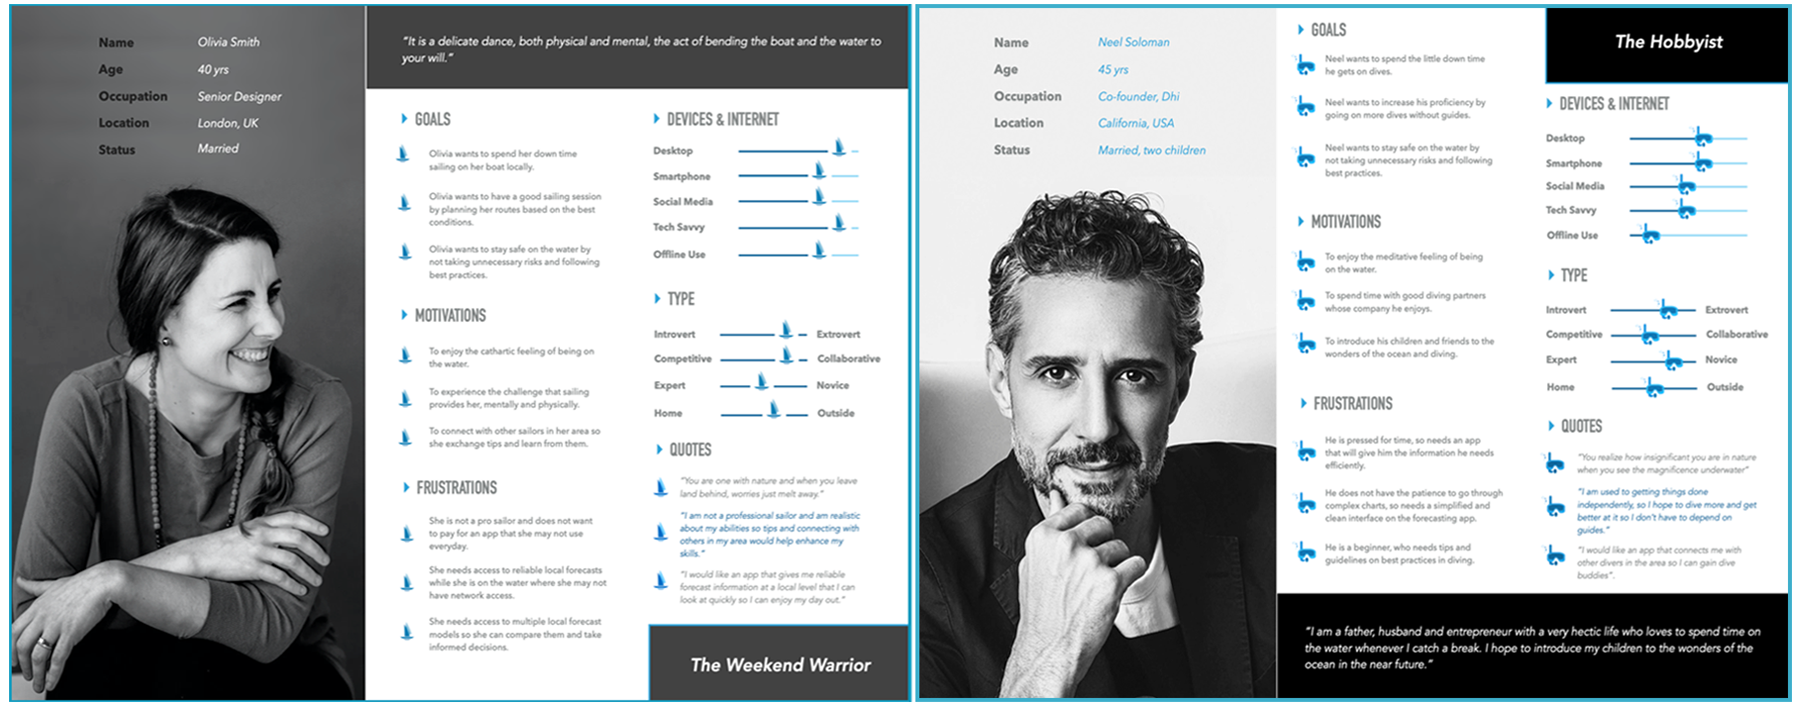 Name Olivia Smith
Age 40 yrs
Occupation Senior Designer
Location London, UK
Status Married
"It is a delicate dance, both physical and mental, the act of bending the boat and the water to
your will."
GOALS
Olivia wants to spend her down time
sailing on her boat locally.
Olivia wants to have a good sailing session
by planning her routes based on the best
conditions.
Olivia wants to stay safe on the water by
not taking unnecessary risks and following
best practices.
MOTIVATIONS
To enjoy the cathartic feeling of being on
the water.
To experience the challenge that sailing
provides her, mentally and physically.
To connect with other sailors in her area so
she exchange tips and learn from them.
FRUSTRATIONS
She is not a pro sailor and does not want
to pay for an app that she may not use
everyday.
She needs access to reliable local forecasts
while she is on the water where she may not
have network access.
She needs access to multiple local forecast
models so she can compare them and take
informed decisions.
DEVICES & INTERNET
Desktop
Smartphone
Social Media
Tech Savvy
Offline Use
TYPE
Introvert Extrovert
Competitive Collaborative
Expert Novice
Home Outside
QUOTES
"You are one with nature and when you leave
land behind, worries just melt away."
"I am not a professional sailor and am realistic
about my abilities so tips and connecting with
others in my area would help enhance my
skills."
"I would like an app that gives me reliable
forecast information at a local level that I can
look at quickly so I can enjoy my day out."
The Weekend Warrior
Name Neel Soloman
Age 45 yrs
Occupation Co-founder, Dhi
Location California, USA
Status Married, two children
GOALS
Neel wants to spend the little down time
he gets on dives.
Neel wants to increase his proficiency by
going on more dives without guides.
Neel wants to stay safe on the water by
not taking unnecessary risks and following
best practices.
MOTIVATIONS
To enjoy the meditative feeling of being
on the water.
To spend time with good diving partners
whose company he enjoys.
To introduce his children and friends to the
wonders of the ocean and diving.
FRUSTRATIONS
He is pressed for time, so needs an app
that will give him the information he needs
efficiently.
He does not have the patience to go through
complex charts, so needs a simplified and
clean interface on the forecasting app.
He is a beginner, who needs tips and
guidelines on best practices in diving.
The Hobbyist
DEVICES & INTERNET
Desktop
Smartphone
Social Media
Tech Savvy
Offline Use
TYPE
Introvert Extrovert
Competitive Collaborative
Expert Novice
Home Outside
QUOTES
"You realize how insignificant you are in nature
when you see the magnificence underwater"
"I am used to getting things done
independently, so I hope to dive more and get
better at it so I don't have to depend on
guides."
"I would like an app that connects me with
other divers in the area so I can gain dive
buddies".
"I am a father, husband and entrepreneur with a very hectic life who loves to spend time on
the water whenever I catch a break. I hope to introduce my children to the wonders of the
ocean in the near future."